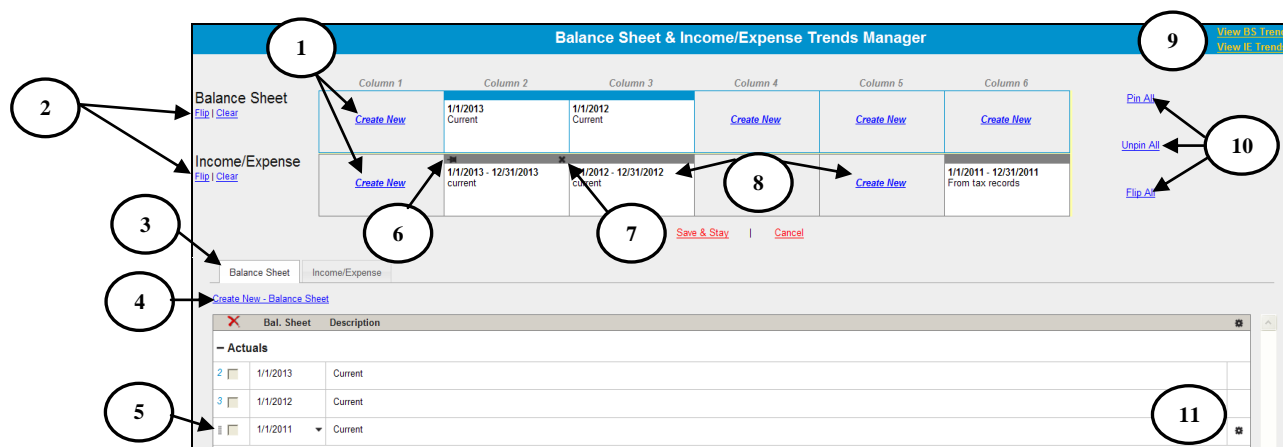 Balance Sheet & Income/Expense Trends Manager
View BS Trend
View IE Trends
1
9
2
Column 1 Column 2 Column 3 Column 4 Column 5 Column 6
Balance Sheet
Flip | Clear
Create New
1/1/2013
Current
1/1/2012
Current
Create New
Create New
Create New
Pin All
Unpin All
Flip All
10
Income/Expense
Flip | Clear
Create New
1/1/2013 - 12/31/2013
current
/2012 - 12/31/2012
current
8
Create New
1/1/2011 - 12/31/2011
From tax records
3
6
7
Save & Stay | Cancel
Balance Sheet Income/Expense
4
Create New - Balance Sheet
Bal. Sheet Description
– Actuals
2 1/1/2013 Current
3 1/1/2012 Current
5
1/1/2011 Current
11